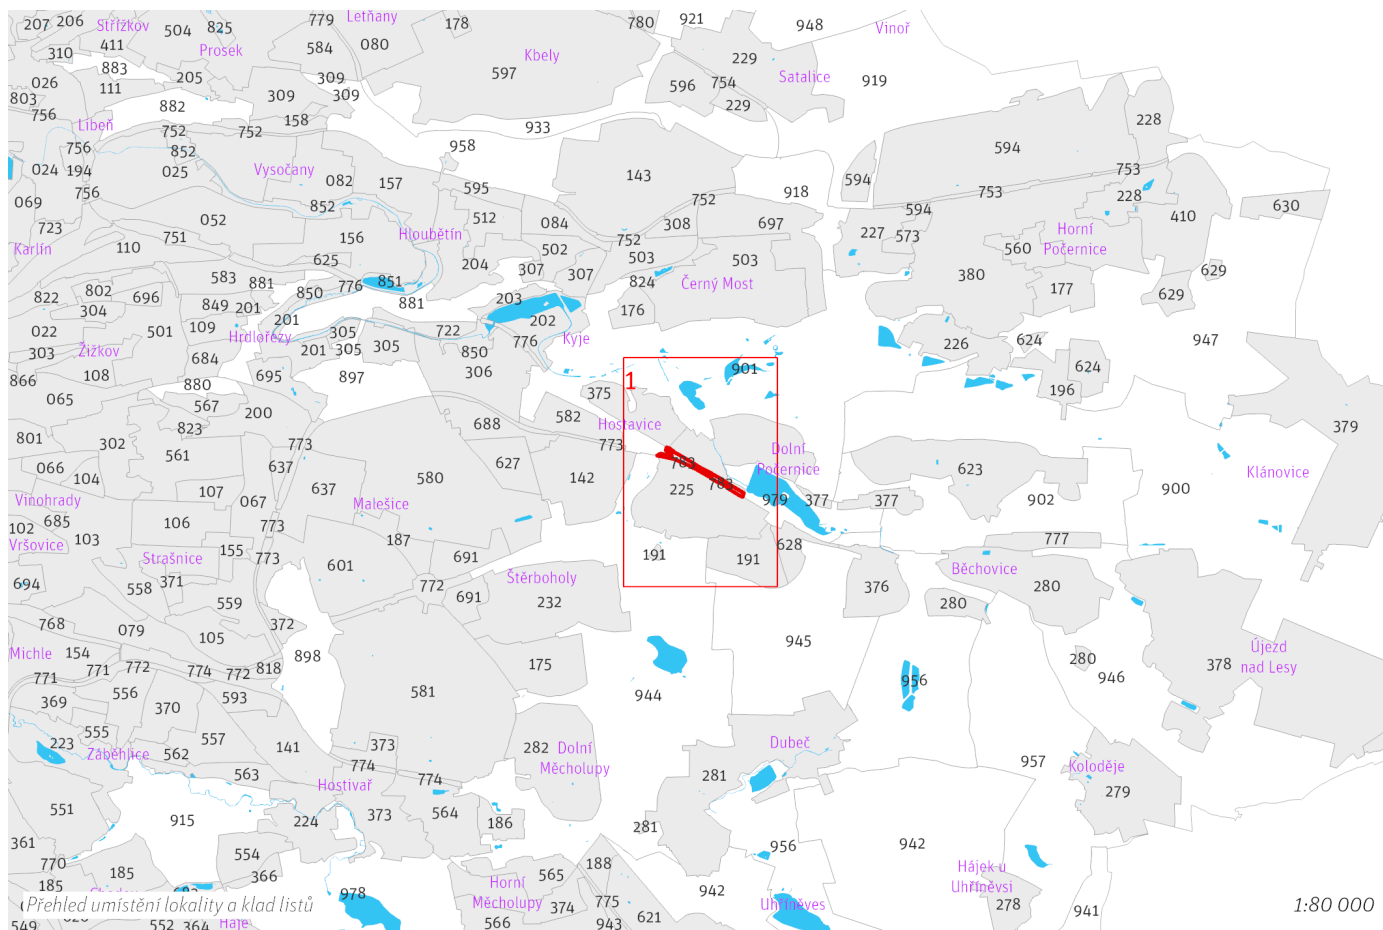 207 206 Střížkov 504 825 779 Letňany 178 780 921 948 Vinoř
310 411 Prosek 584 080 Kbely 229
883 205 309 597 596 754 Satalice 919
026 111 309 309 229
803 882
756 158 933 228
Libeň 752 752 958 594
756 852 753
024 194 025 Vysočany 082 157 595 143 918 594 753 228
756
069 852 752 594 410 630
723 052 512 084 308 697 227 573 Horní
Karlín 751 156 Hloubětín 752 560 Počernice
110 625 204 502 503 503
583 881 776 851 307 307 824 Černý Most 380 629
822 802 696 850 881 203 177 629
304 849 201 202 176
022 501 109 201 305 722 776 Kyje 226 624 947
303 Žižkov Hrdlořezy 201 305 305 850
684 306 901 624
866 108 695 897 1
065 880 375 196
567 200 582 Hostavice 379
801 302 823 773 688 773 Dolní
561 637 627 783 Počernice 623 Klánovice
066 104 580 142 225 783
Vinohrady 107 067 637 Malešice 979 377 377 902 900
102 685 106 773
Vršovice 103 187 777
Strašnice 155 773 691 191 191 628
694 558 371 601 Štěrboholy Běchovice
559 772 691 232 376 280 280
768 079 105 372
Michle 154 898 175 945 Újezd
771 771 772 774 772 818 280 378 nad Lesy
369 556 370 593 581 944 956 946
555 557
223 Záběhlice 562 141 373 282 Dolní Dubeč
563 774 Měcholupy 957 Koloděje
Hostivař 774 281 279
551 915 224 373 564 186
361 554 281 956 942
770 366 188 Hájek u
185 185 978 Horní 565 942 Uhříněvsi
Měcholupy 374 775 Uhříněves 278 941
Přehled umístění lokality a klad listů 1:80 000
549 552 364 Háje 566 943 621